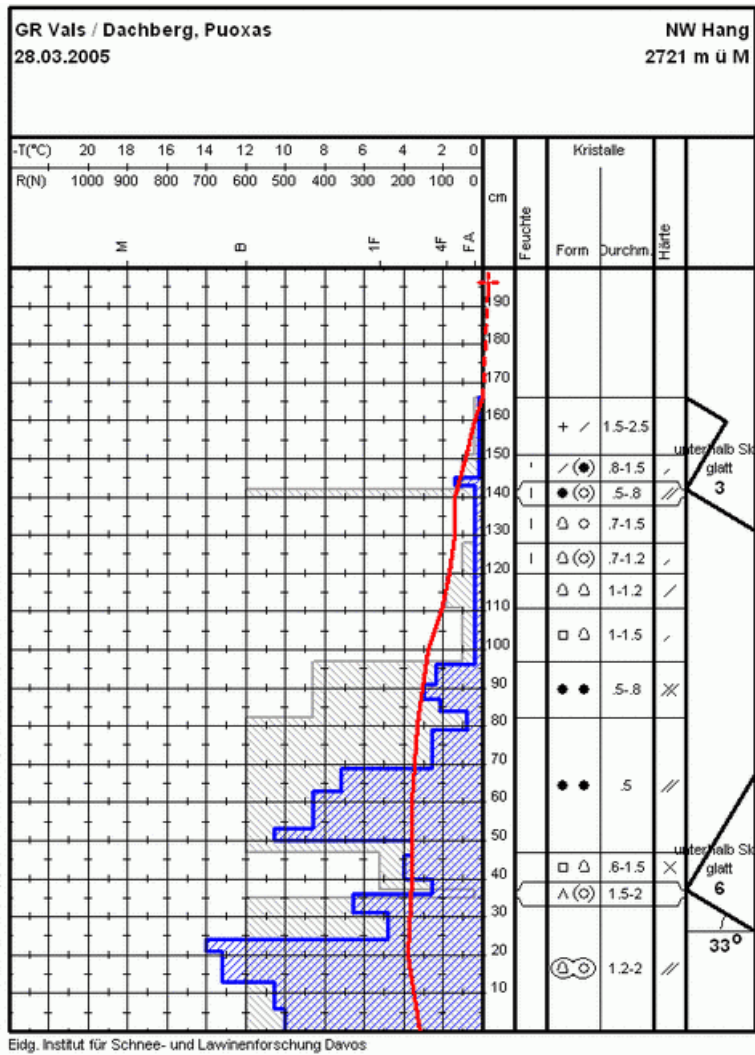 GR Vals / Dachberg, Puoxas NW Hang
28.03.2005 2721 m ü M
-T(°C) 20 18 16 14 12 10 8 6 4 2 0 Kristalle
R(N) 1000 900 800 700 600 500 400 300 200 100 0
cm
M B 1F 4F F A Feuchte Form Durchm. Härte
190
180
170
160
+ / 1.5-2.5
150 unterhalb Sk
.8-1.5 glatt
140 .5-.8 3
130 .7-1.5
120 .7-1.2
110 1-1.2
100 1-1.5
90 .5-.8
80
70
60 .5
50 unterhalb Sk
40 .6-1.5 glatt
1.5-2 6
30
20 33°
1.2-2
10
Eidg. Institut für Schnee- und Lawinenforschung Davos